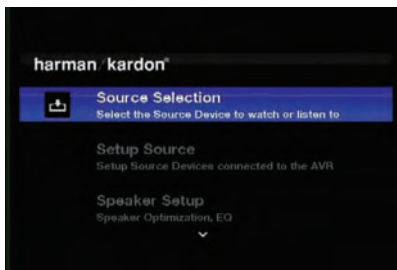 harman/kardon®
Source Selection
Select the Source Device to watch or listen to
Setup Source
Setup Source Devices connected to the AVR
Speaker Setup
Speaker Optimization, EQ